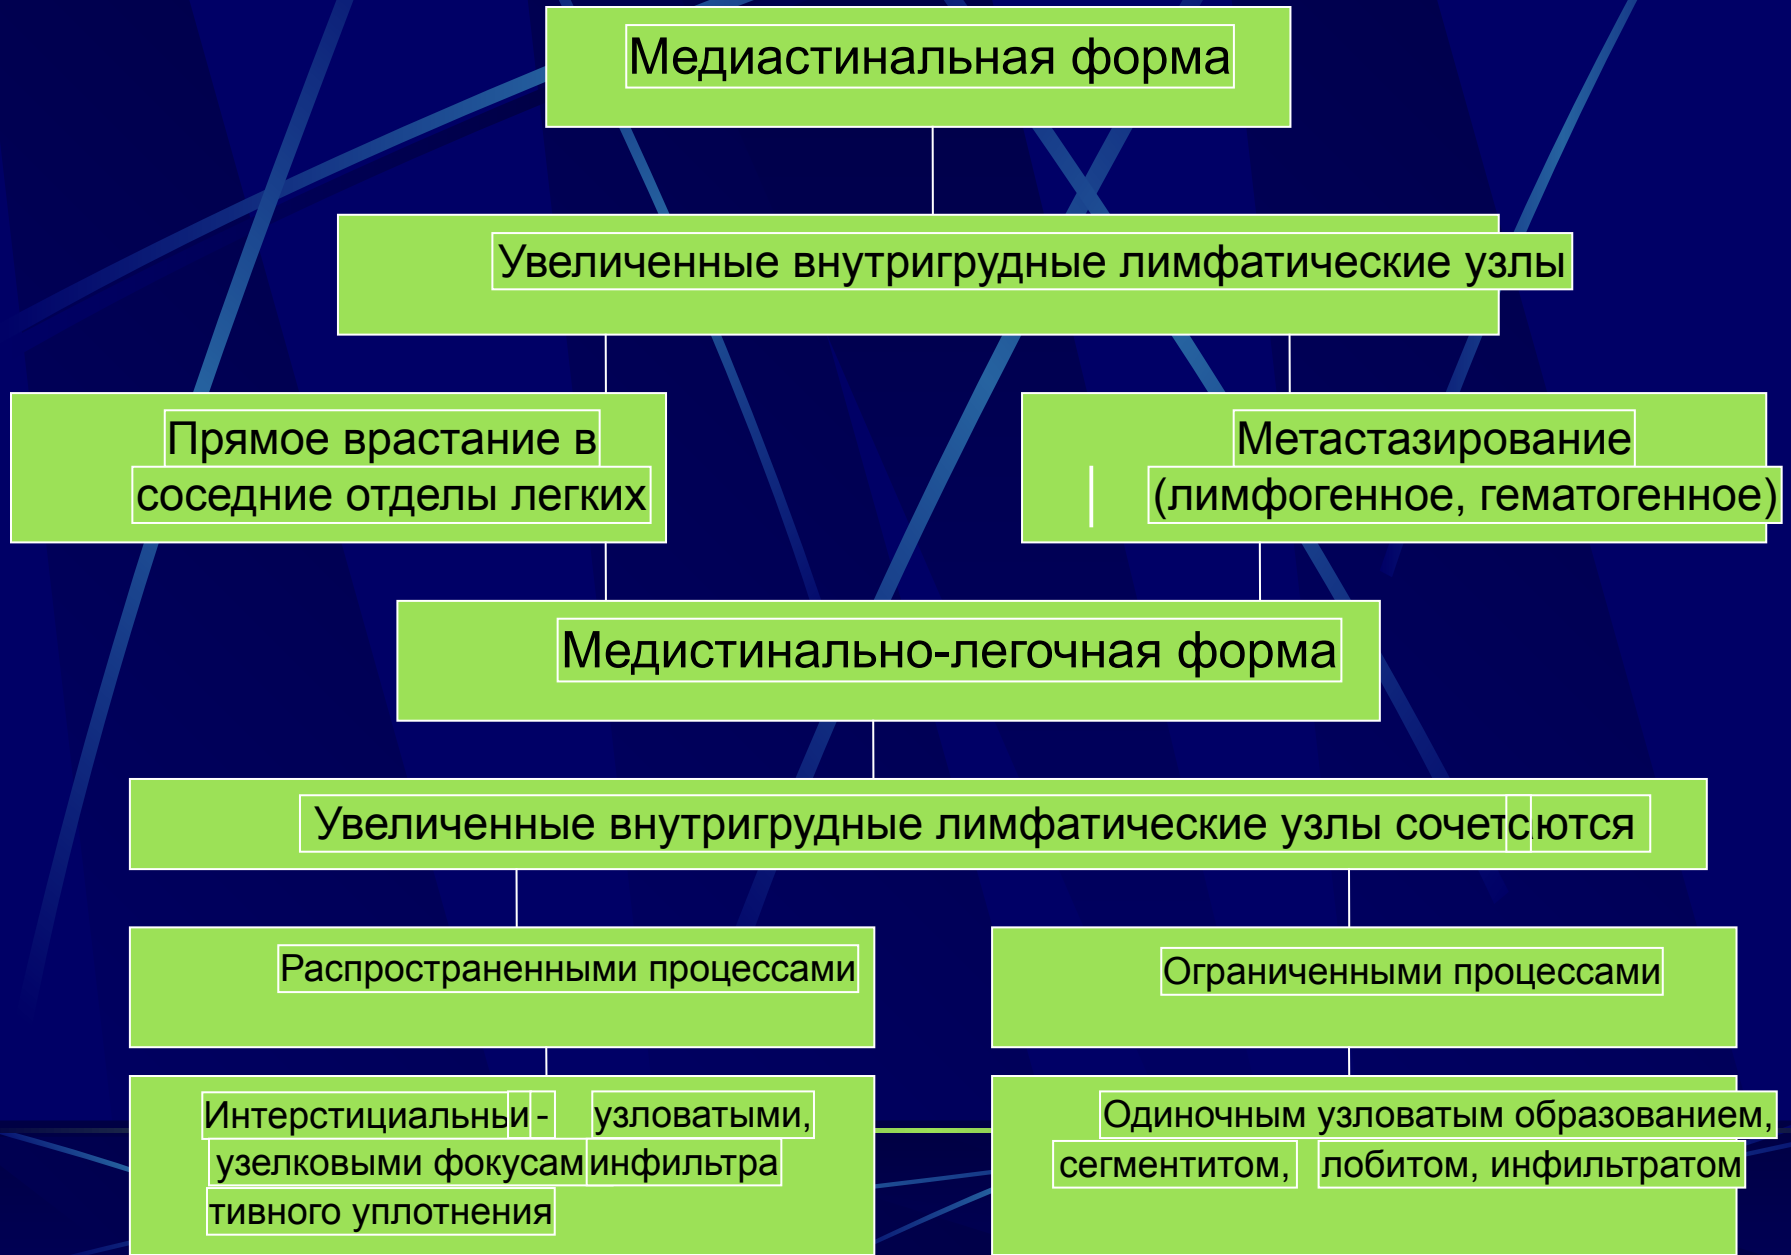 Медиастинальная форма
Увеличенные внутригрудные лимфатические узлы
Прямое врастание в
соседние отделы легких
Метастазирование
(лимфогенное, гематогенное)
Медистинально-легочная форма
Увеличенные внутригрудные лимфатические узлы сочетсются
Распространенными процессами
Ограниченными процессами
Интерстициальньи- узловатыми,
узелковыми фокусам инфильтра
тивного уплотнения
Одиночным узловатым образованием,
сегментитом, лобитом, инфильтратом